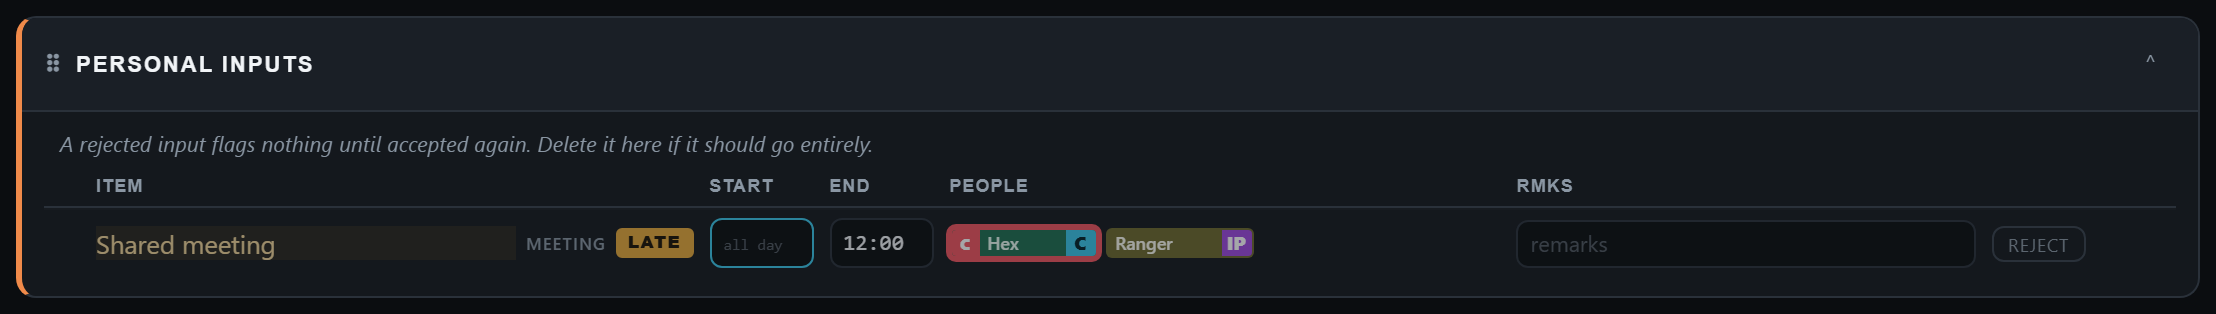 PERSONAL INPUTS ^
A rejected input flags nothing until accepted again. Delete it here if it should go entirely.
ITEM START END PEOPLE RMKS
Shared meeting MEETING LATE all day 12:00 c Hex C Ranger IP remarks REJECT